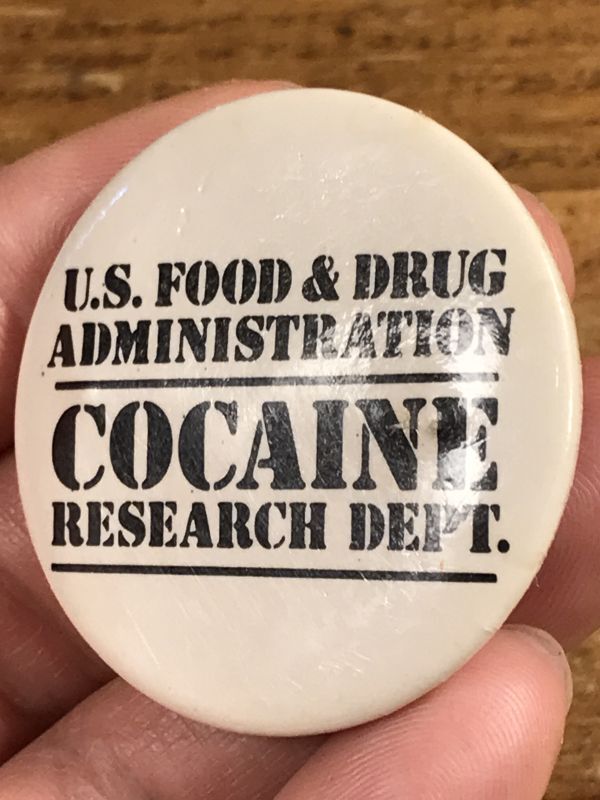 U.S. FOOD & DRUG
ADMINISTRATION
COCAINE
RESEARCH DEPT.